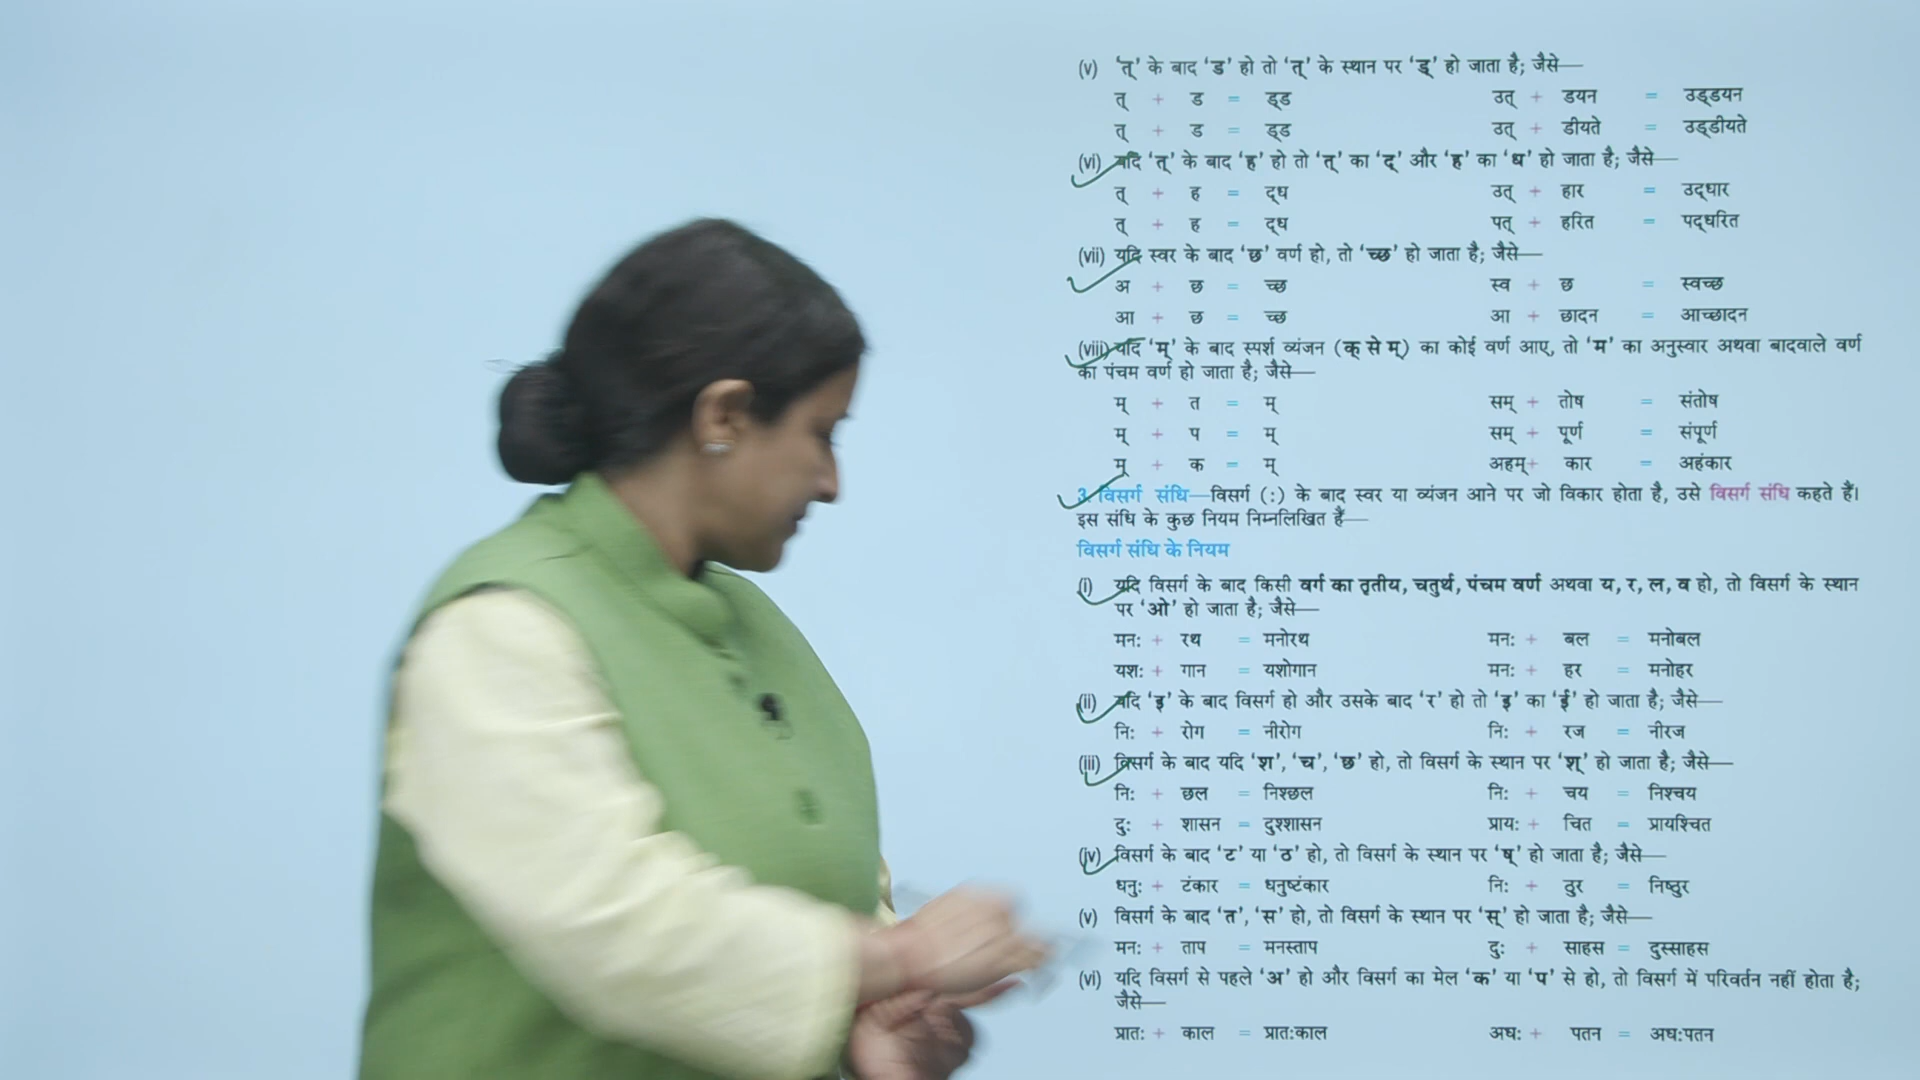 (v) 'त्' के बाद 'ड' हो तो 'त्' के स्थान पर 'ड्' हो जाता है; जैसे—
त् + ड = ड्ड उत् + डयन = उड्डयन
त् + ड = ड्ड उत् + डीयते = उड्डीयते
(vi) यदि 'त्' के बाद 'ह' हो तो 'त्' का 'द्' और 'ह' का 'ध' हो जाता है; जैसे—
त् + ह = द्ध उत् + हार = उद्धार
त् + ह = द्ध पत् + हरित = पद्धरित
(vii) यदि स्वर के बाद 'छ' वर्ण हो, तो 'च्छ' हो जाता है; जैसे—
अ + छ = च्छ स्व + छ = स्वच्छ
आ + छ = च्छ आ + छादन = आच्छादन
(viii) यदि 'म्' के बाद स्पर्श व्यंजन (क् से म्) का कोई वर्ण आए, तो 'म' का अनुस्वार अथवा बादवाले वर्ण
का पंचम वर्ण हो जाता है; जैसे—
म् + त = म् सम् + तोष = संतोष
म् + प = म् सम् + पूर्ण = संपूर्ण
म् + क = म् अहम्+ कार = अहंकार
3. विसर्ग संधि—विसर्ग (:) के बाद स्वर या व्यंजन आने पर जो विकार होता है, उसे विसर्ग संधि कहते हैं।
इस संधि के कुछ नियम निम्नलिखित हैं—
विसर्ग संधि के नियम
(i) यदि विसर्ग के बाद किसी वर्ग का तृतीय, चतुर्थ, पंचम वर्ण अथवा य, र, ल, व हो, तो विसर्ग के स्थान
पर 'ओ' हो जाता है; जैसे—
मन: + रथ = मनोरथ मन: + बल = मनोबल
यश: + गान = यशोगान मन: + हर = मनोहर
(ii) यदि 'इ' के बाद विसर्ग हो और उसके बाद 'र' हो तो 'इ' का 'ई' हो जाता है; जैसे—
नि: + रोग = नीरोग नि: + रज = नीरज
(iii) विसर्ग के बाद यदि 'श', 'च', 'छ' हो, तो विसर्ग के स्थान पर 'श्' हो जाता है; जैसे—
नि: + छल = निश्छल नि: + चय = निश्चय
दु: + शासन = दुश्शासन प्राय: + चित = प्रायश्चित
(iv) विसर्ग के बाद 'ट' या 'ठ' हो, तो विसर्ग के स्थान पर 'ष्' हो जाता है; जैसे—
धनु: + टंकार = धनुष्टंकार नि: + ठुर = निष्ठुर
(v) विसर्ग के बाद 'त', 'स' हो, तो विसर्ग के स्थान पर 'स्' हो जाता है; जैसे—
मन: + ताप = मनस्ताप दु: + साहस = दुस्साहस
(vi) यदि विसर्ग से पहले 'अ' हो और विसर्ग का मेल 'क' या 'प' से हो, तो विसर्ग में परिवर्तन नहीं होता है;
जैसे—
प्रात: + काल = प्रात:काल अध: + पतन = अध:पतन